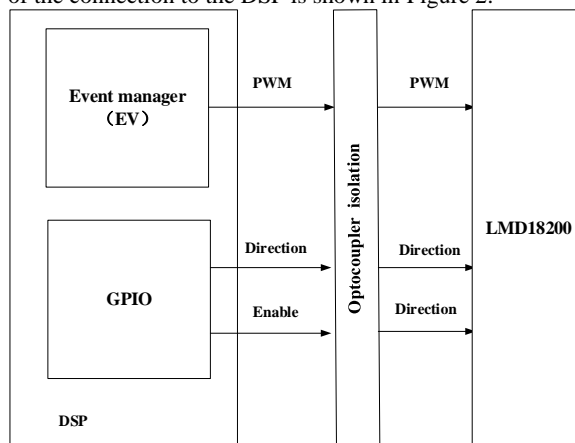 of the connection to the DSP is shown in Figure 2.
Event manager
（EV）
PWM
PWM
Optocoupler isolation
LMD18200
GPIO
Direction
Direction
Enable
Direction
DSP